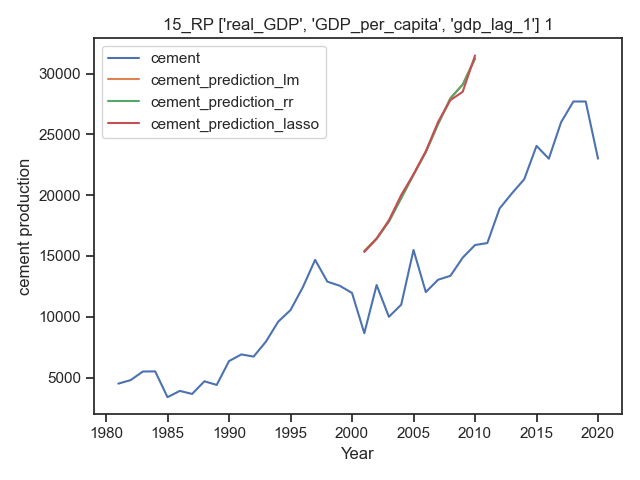 15_RP ['real_GDP', 'GDP_per_capita', 'gdp_lag_1'] 1
cement
cement_prediction_lm
cement_prediction_rr
cement_prediction_lasso
30000
25000
20000
15000
10000
5000
cement production
1980 1985 1990 1995 2000 2005 2010 2015 2020
Year